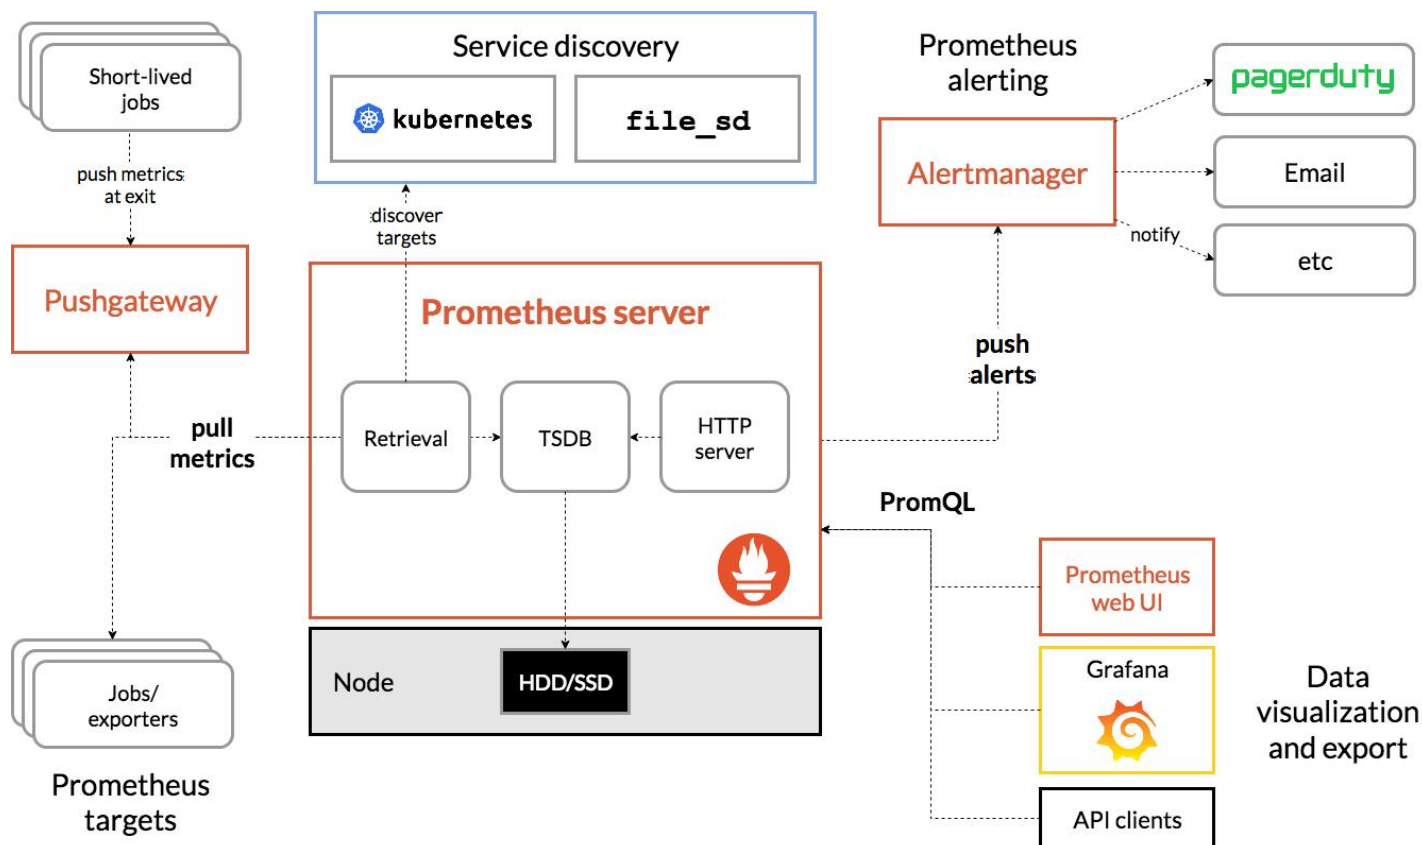 Short-lived
jobs
push metrics
at exit
Pushgateway
pull
metrics
Jobs/
exporters
Prometheus
targets
Service discovery
kubernetes
file_sd
discover
targets
Prometheus server
Retrieval
TSDB
HTTP
server
Node
HDD/SSD
Prometheus
alerting
Alertmanager
pagerduty
Email
etc
notify
push
alerts
PromQL
Prometheus
web UI
Grafana
API clients
Data
visualization
and export